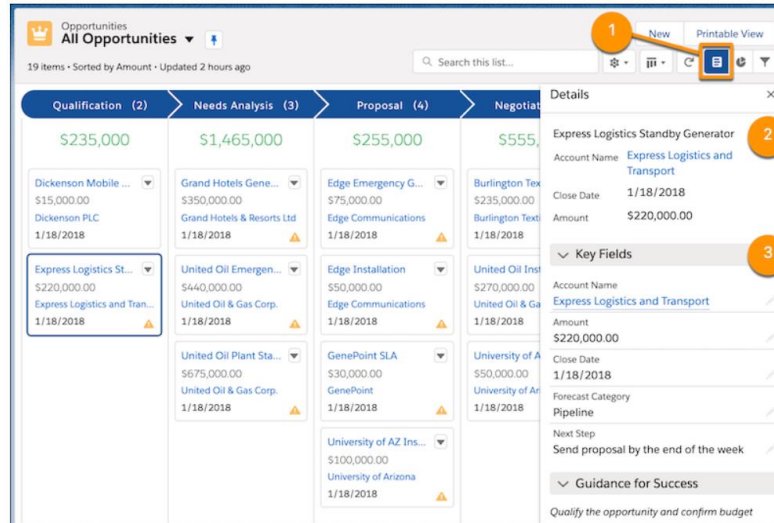 Opportunities
All Opportunities
1
New
Printable View
19 items • Sorted by Amount • Updated 2 hours ago
Search this list...
Qualification (2)
Needs Analysis (3)
Proposal (4)
Negotiat
$235,000
$1,465,000
$255,000
$555,
Dickenson Mobile ...
$15,000.00
Dickenson PLC
1/18/2018
Express Logistics St...
$220,000.00
Express Logistics and Tran...
1/18/2018
Grand Hotels Gene...
$350,000.00
Grand Hotels & Resorts Ltd
1/18/2018
United Oil Emergen...
$440,000.00
United Oil & Gas Corp.
1/18/2018
United Oil Plant Sta...
$675,000.00
United Oil & Gas Corp.
1/18/2018
Edge Emergency G...
$75,000.00
Edge Communications
1/18/2018
Edge Installation
$50,000.00
Edge Communications
1/18/2018
GenePoint SLA
$30,000.00
GenePoint
1/18/2018
University of AZ Ins...
$100,000.00
University of Arizona
1/18/2018
Burlington Tex
$235,000.00
Burlington Texti
1/18/2018
United Oil Inst
$270,000.00
United Oil & Ga
1/18/2018
University of A
$50,000.00
University of Ari
1/18/2018
Details
Express Logistics Standby Generator
2
Account Name Express Logistics and
Transport
Close Date 1/18/2018
Amount $220,000.00
Key Fields
3
Account Name
Express Logistics and Transport
Amount
$220,000.00
Close Date
1/18/2018
Forecast Category
Pipeline
Next Step
Send proposal by the end of the week
Guidance for Success
Qualify the opportunity and confirm budget